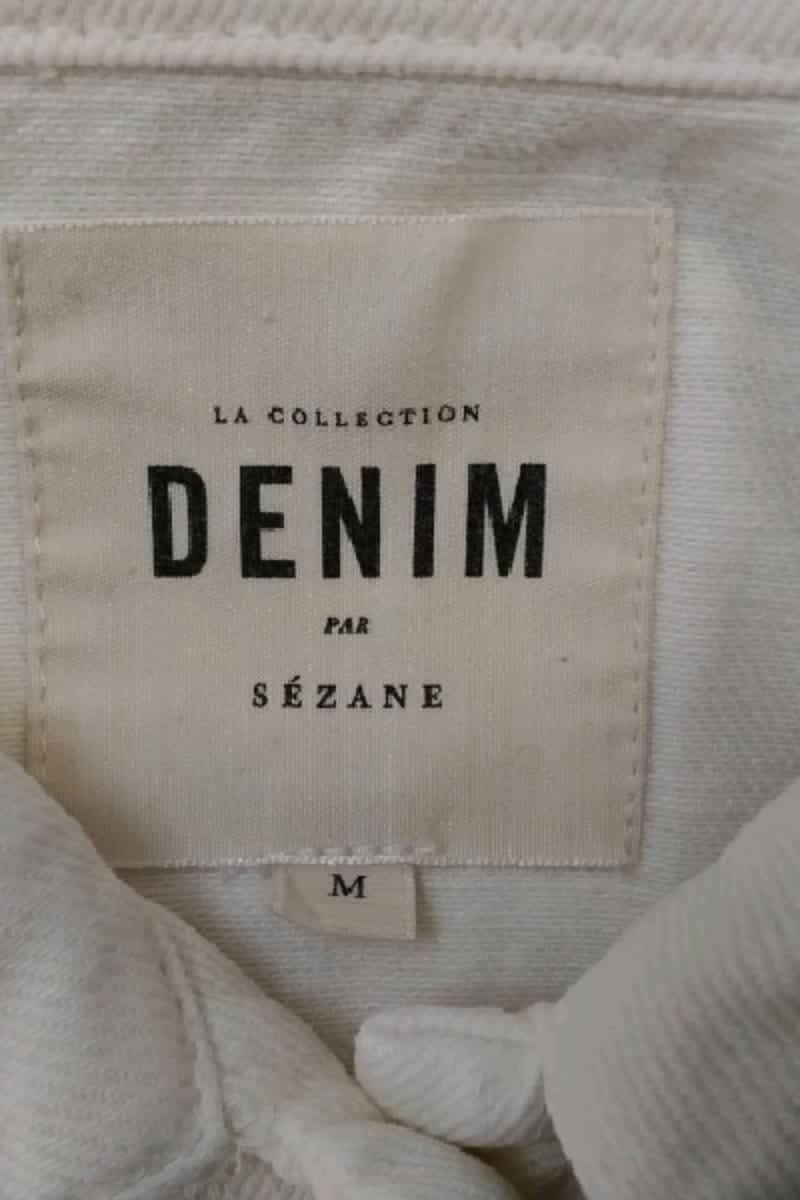 LA COLLECTION
DENIM
PAR
SÉZANE
M